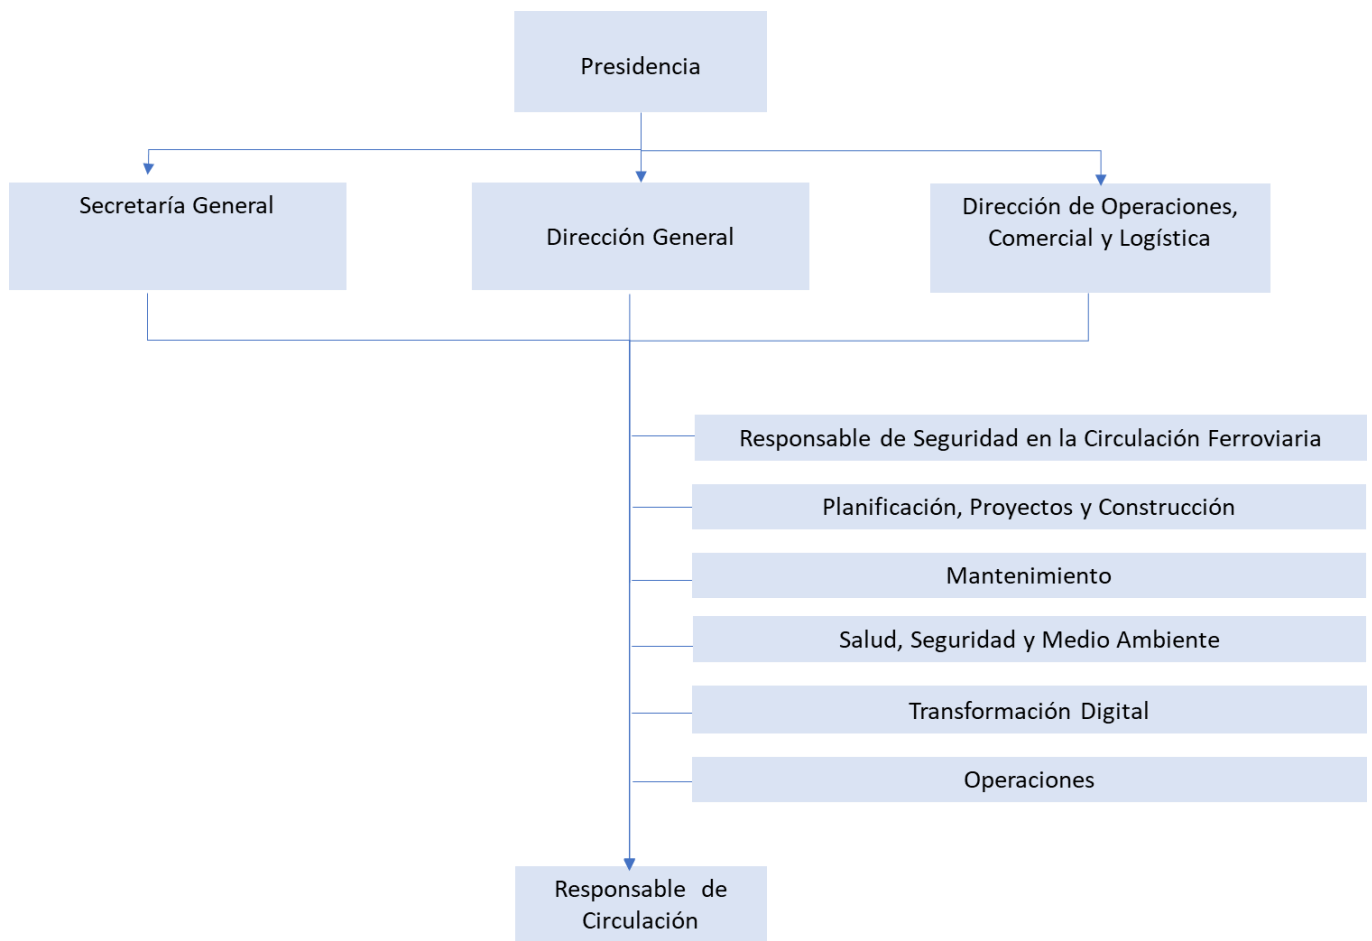 Presidencia
Secretaría General
Dirección General
Dirección de Operaciones,
Comercial y Logística
Responsable de Seguridad en la Circulación Ferroviaria
Planificación, Proyectos y Construcción
Mantenimiento
Salud, Seguridad y Medio Ambiente
Transformación Digital
Operaciones
Responsable de
Circulación